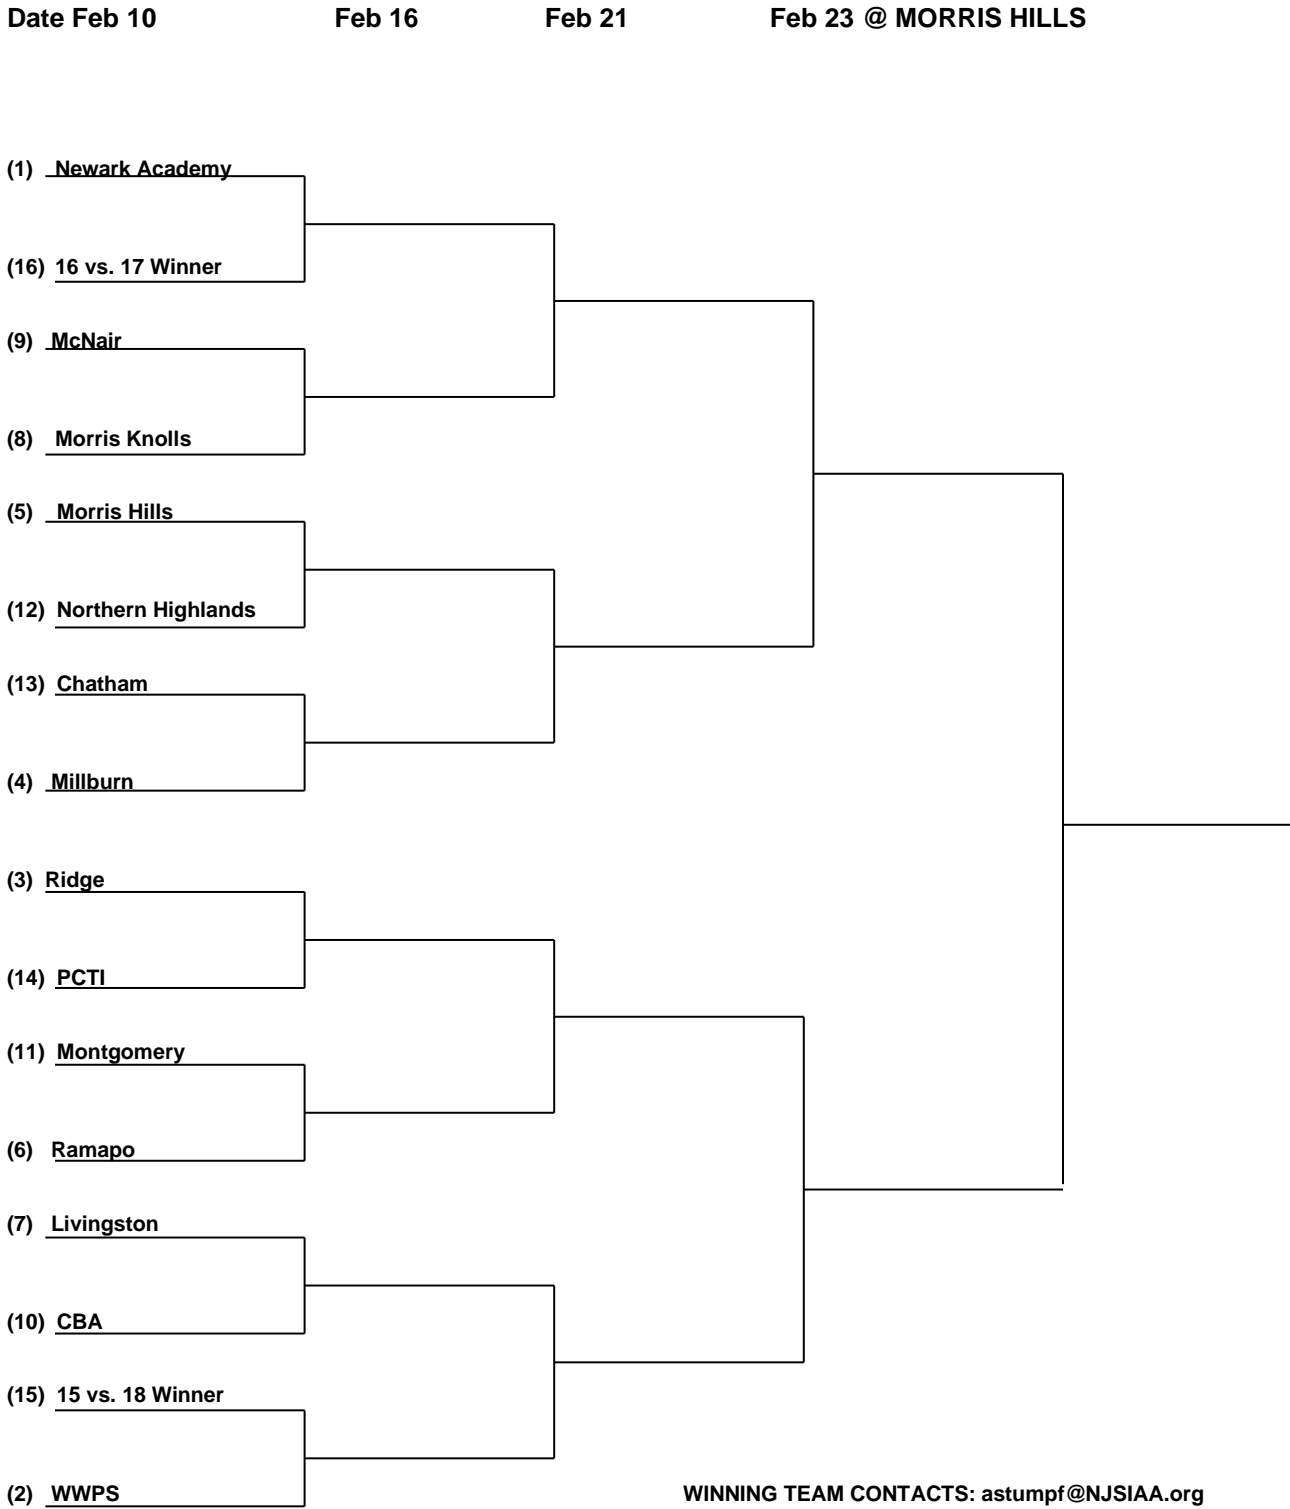 Date Feb 10 Feb 16 Feb 21 Feb 23 @ MORRIS HILLS
(1) Newark Academy
(16) 16 vs. 17 Winner
(9) McNair
(8) Morris Knolls
(5) Morris Hills
(12) Northern Highlands
(13) Chatham
(4) Millburn
(3) Ridge
(14) PCTI
(11) Montgomery
(6) Ramapo
(7) Livingston
(10) CBA
(15) 15 vs. 18 Winner
(2) WWPS WINNING TEAM CONTACTS: astumpf@NJSIAA.org